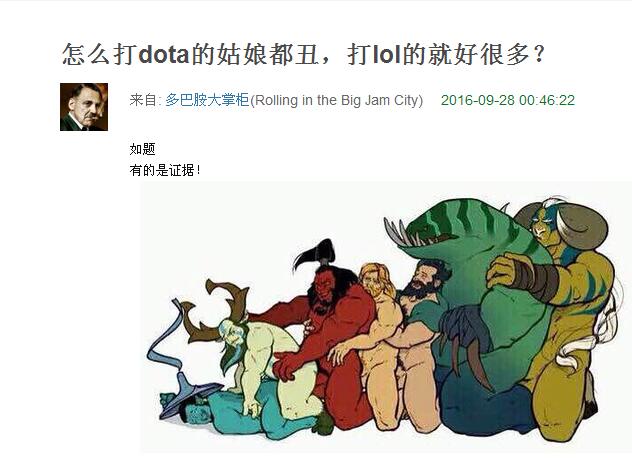 怎么打dota的姑娘都丑，打lol的就好很多？
来自: 多巴胺大掌柜(Rolling in the Big Jam City) 2016-09-28 00:46:22
如题
有的是证据！